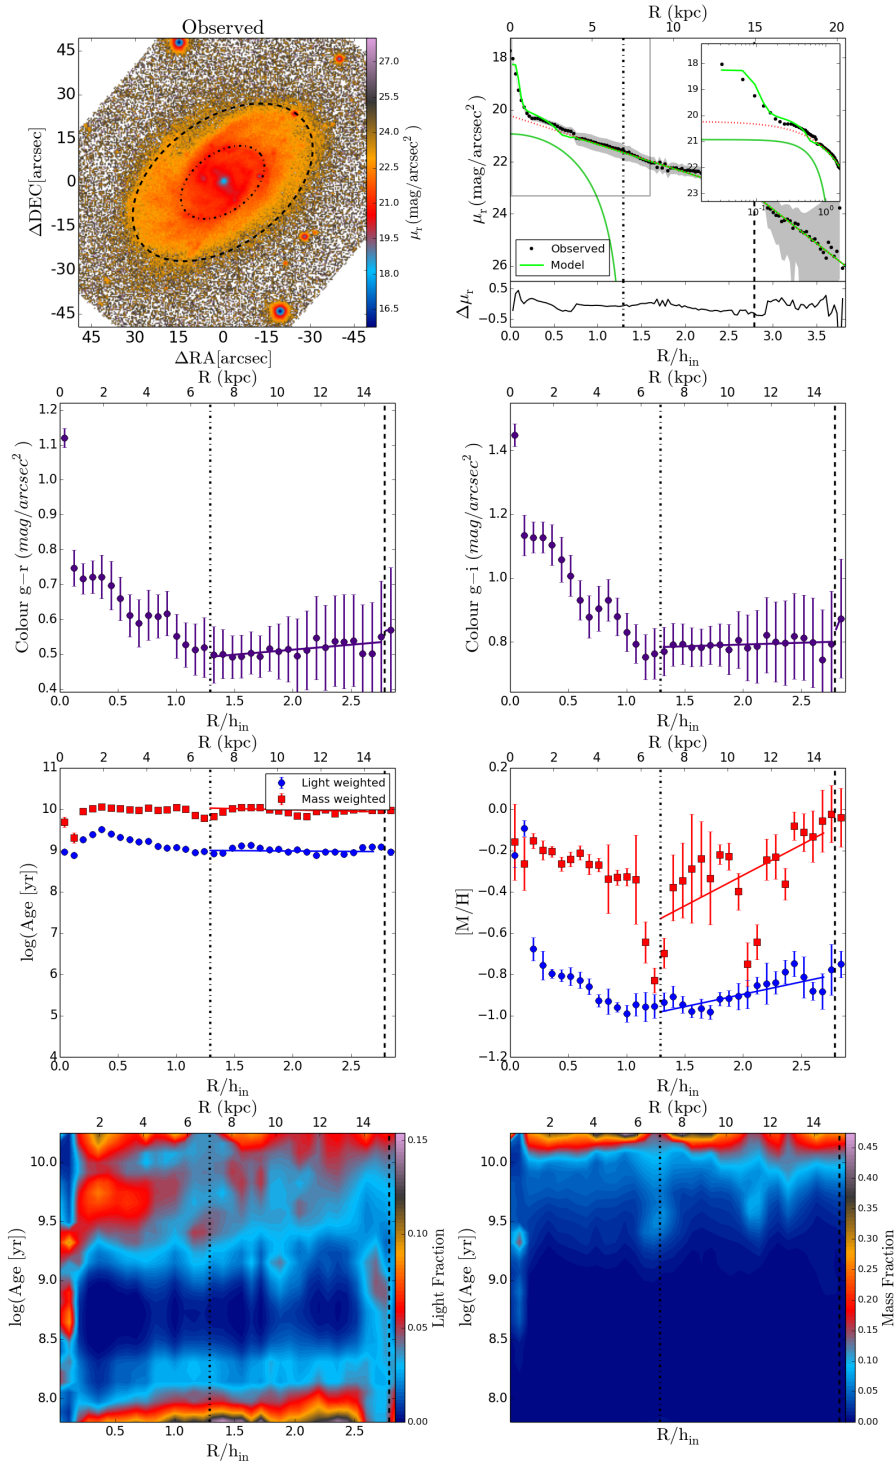 Observed
R (kpc)
0 5 10 15 20
45
30
15
0
-15
-30
-45
ΔDEC[arcsec]
45 30 15 0 -15 -30 -45
ΔRA[arcsec]
27.0
25.5
24.0
22.5
21.0
19.5
18.0
16.5
μr (mag/arcsec²)
18
20
22
24
26
μr (mag/arcsec²)
18
19
20
21
22
23
10⁻¹ 10⁰
Observed
Model
0.5
−0.5
Δμr
0.0 0.5 1.0 1.5 2.0 2.5 3.0 3.5
R/hin
R (kpc)
0 2 4 6 8 10 12 14
1.2
1.1
1.0
0.9
0.8
0.7
0.6
0.5
0.4
Colour g−r (mag/arcsec²)
0.0 0.5 1.0 1.5 2.0 2.5
R/hin
R (kpc)
0 2 4 6 8 10 12 14
1.4
1.2
1.0
0.8
Colour g−i (mag/arcsec²)
0.0 0.5 1.0 1.5 2.0 2.5
R/hin
R (kpc)
0 2 4 6 8 10 12 14
11
10
9
8
7
6
5
4
log(Age [yr])
Light weighted
Mass weighted
0.0 0.5 1.0 1.5 2.0 2.5
R/hin
R (kpc)
0 2 4 6 8 10 12 14
0.2
0.0
−0.2
−0.4
−0.6
−0.8
−1.0
−1.2
[M/H]
0.0 0.5 1.0 1.5 2.0 2.5
R/hin
R (kpc)
2 4 6 8 10 12 14
10.0
9.5
9.0
8.5
8.0
log(Age [yr])
0.5 1.0 1.5 2.0 2.5
R/hin
0.15
0.10
0.05
0.00
Light Fraction
R (kpc)
2 4 6 8 10 12 14
10.0
9.5
9.0
8.5
8.0
log(Age [yr])
R/hin
0.45
0.40
0.35
0.30
0.25
0.20
0.15
0.10
0.05
0.00
Mass Fraction